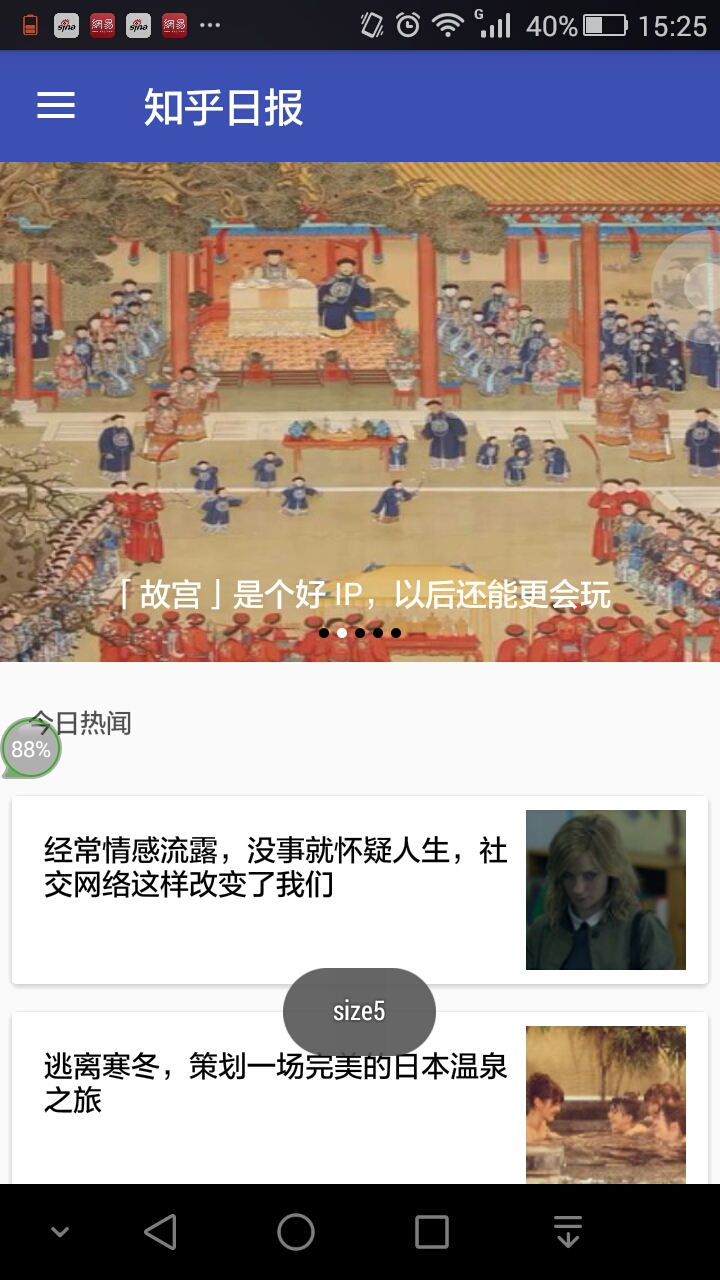 sina 網易 sina 網易 ... G 40% 15:25
知乎日报
「故宫」是个好 IP，以后还能更会玩
今日热闻
88%
经常情感流露，没事就怀疑人生，社
交网络这样改变了我们
size5
逃离寒冬，策划一场完美的日本温泉
之旅